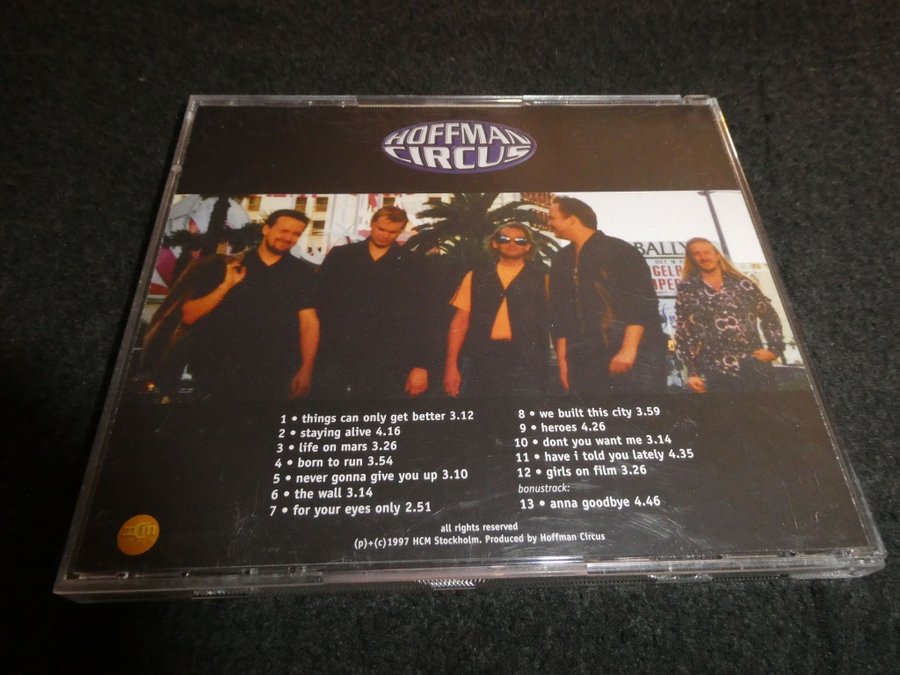 HOFFMAN
CIRCUS
BALLY
OCT
GELB
1 • things can only get better 3.12
2 • staying alive 4.16
3 • life on mars 3.26
4 • born to run 3.54
5 • never gonna give you up 3.10
6 • the wall 3.14
7 • for your eyes only 2.51
8 • we built this city 3.59
9 • heroes 4.26
10 • dont you want me 3.14
11 • have i told you lately 4.35
12 • girls on film 3.26
bonustrack:
13 • anna goodbye 4.46
all rights reserved
(p)+(c)1997 HCM Stockholm. Produced by Hoffman Circus